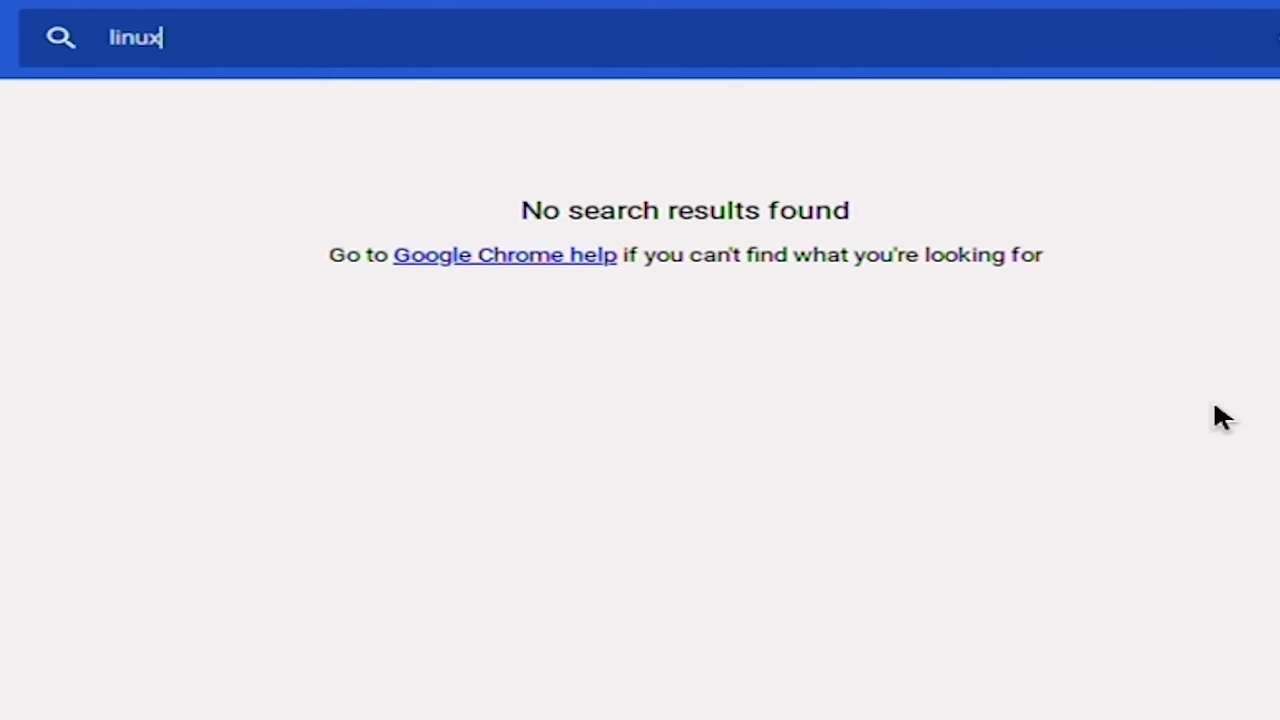 linux
No search results found
Go to Google Chrome help if you can't find what you're looking for